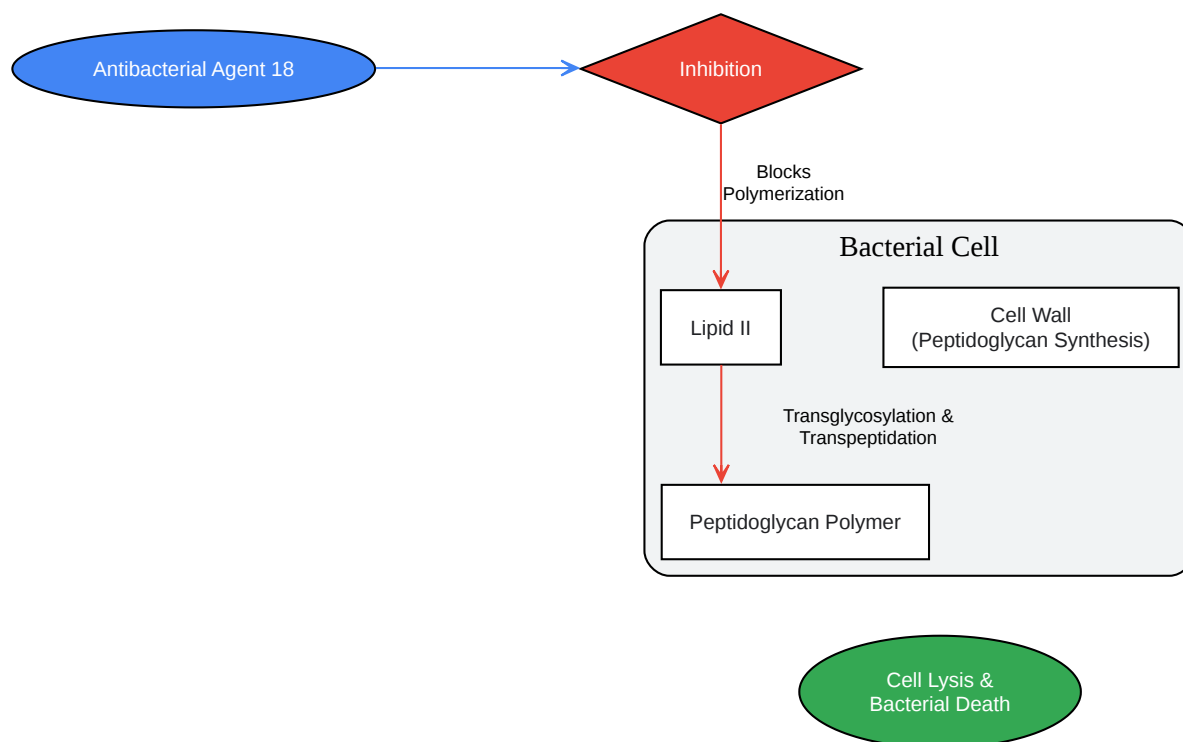 Antibacterial Agent 18
Inhibition
Blocks
Polymerization
Bacterial Cell
Lipid II
Cell Wall
(Peptidoglycan Synthesis)
Transglycosylation &
Transpeptidation
Peptidoglycan Polymer
Cell Lysis &
Bacterial Death